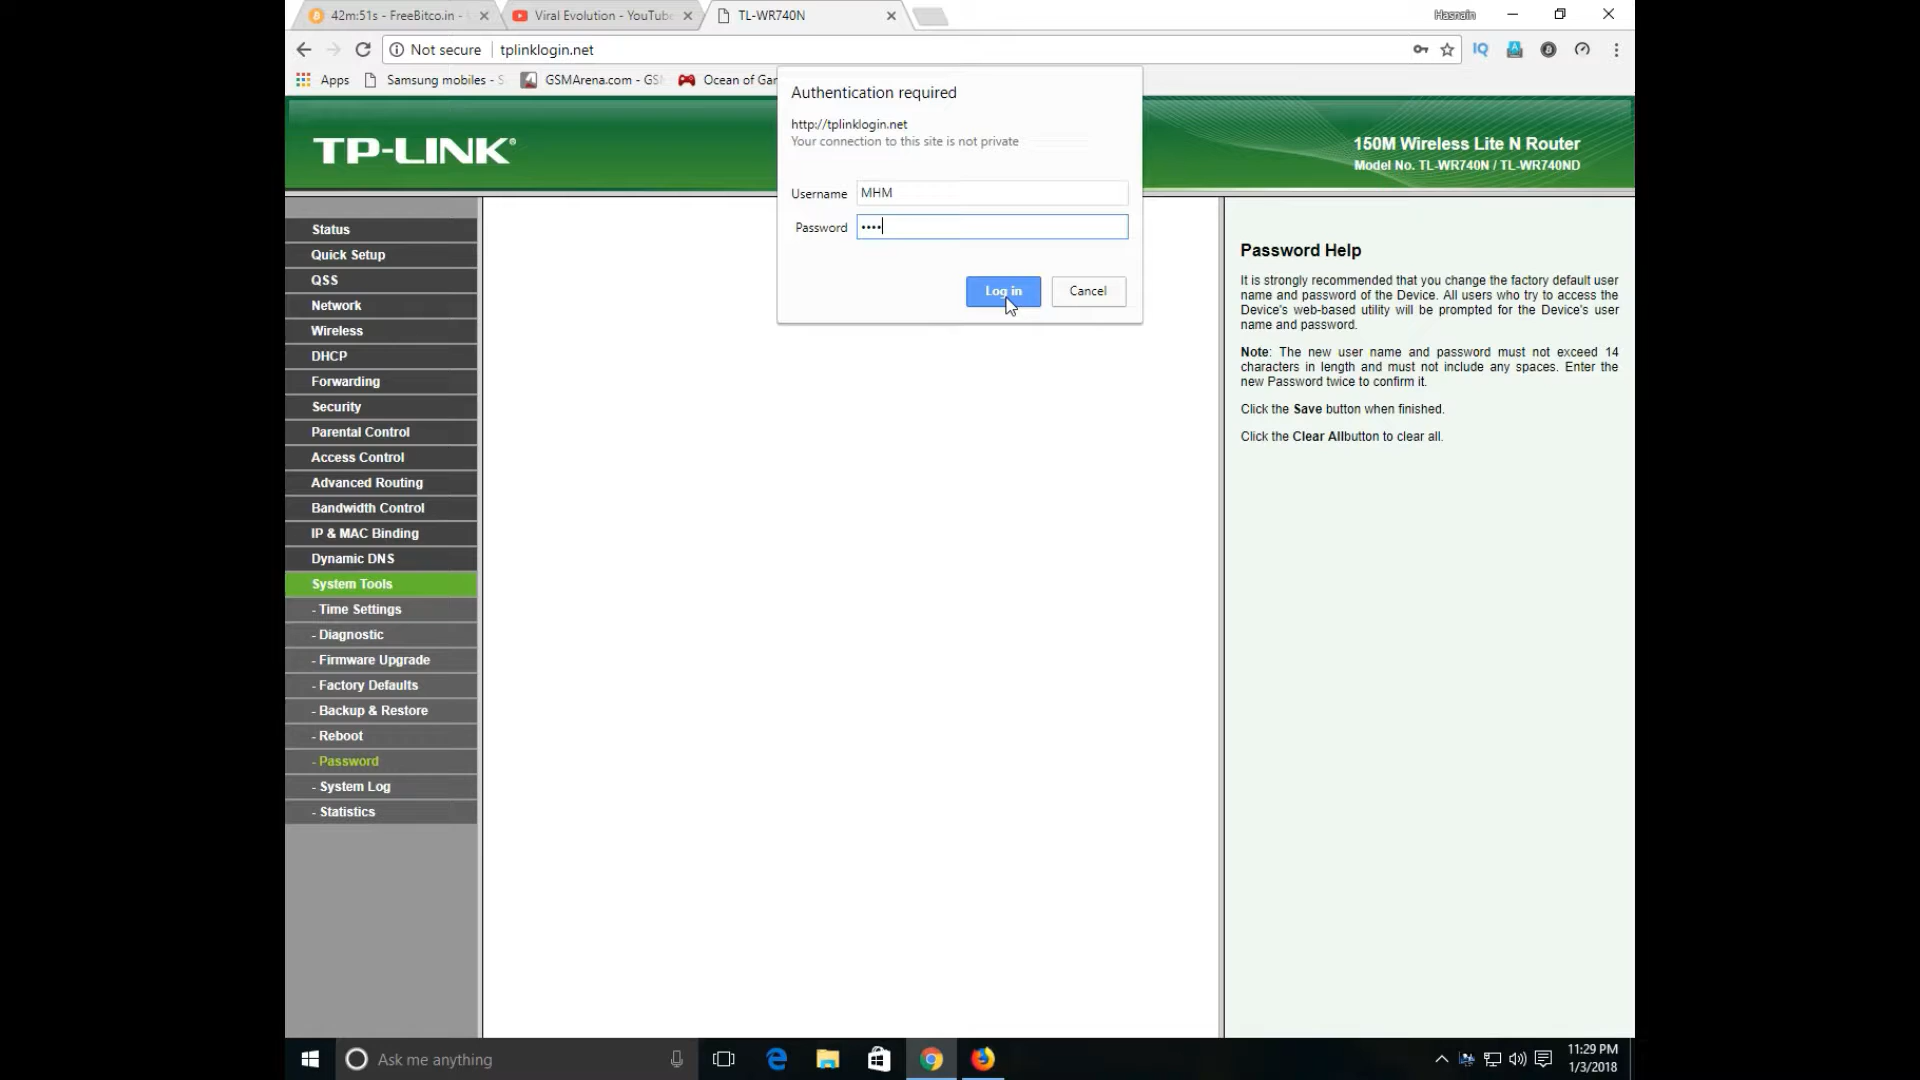 42m:51s - FreeBitco.in -
Viral Evolution - YouTube
TL-WR740N
Hasnain
Not secure
tplinklogin.net
IQ
Apps
Samsung mobiles - S
GSMArena.com - GS
Ocean of Gar
TP-LINK®
150M Wireless Lite N Router
Model No. TL-WR740N / TL-WR740ND
Authentication required
http://tplinklogin.net
Your connection to this site is not private
Username
MHM
Password
••••
Log in
Cancel
Status
Quick Setup
QSS
Network
Wireless
DHCP
Forwarding
Security
Parental Control
Access Control
Advanced Routing
Bandwidth Control
IP & MAC Binding
Dynamic DNS
System Tools
- Time Settings
- Diagnostic
- Firmware Upgrade
- Factory Defaults
- Backup & Restore
- Reboot
- Password
- System Log
- Statistics
Password Help
It is strongly recommended that you change the factory default user
name and password of the Device. All users who try to access the
Device's web-based utility will be prompted for the Device's user
name and password.
Note: The new user name and password must not exceed 14
characters in length and must not include any spaces. Enter the
new Password twice to confirm it.
Click the Save button when finished.
Click the Clear Allbutton to clear all.
Ask me anything
11:29 PM
1/3/2018